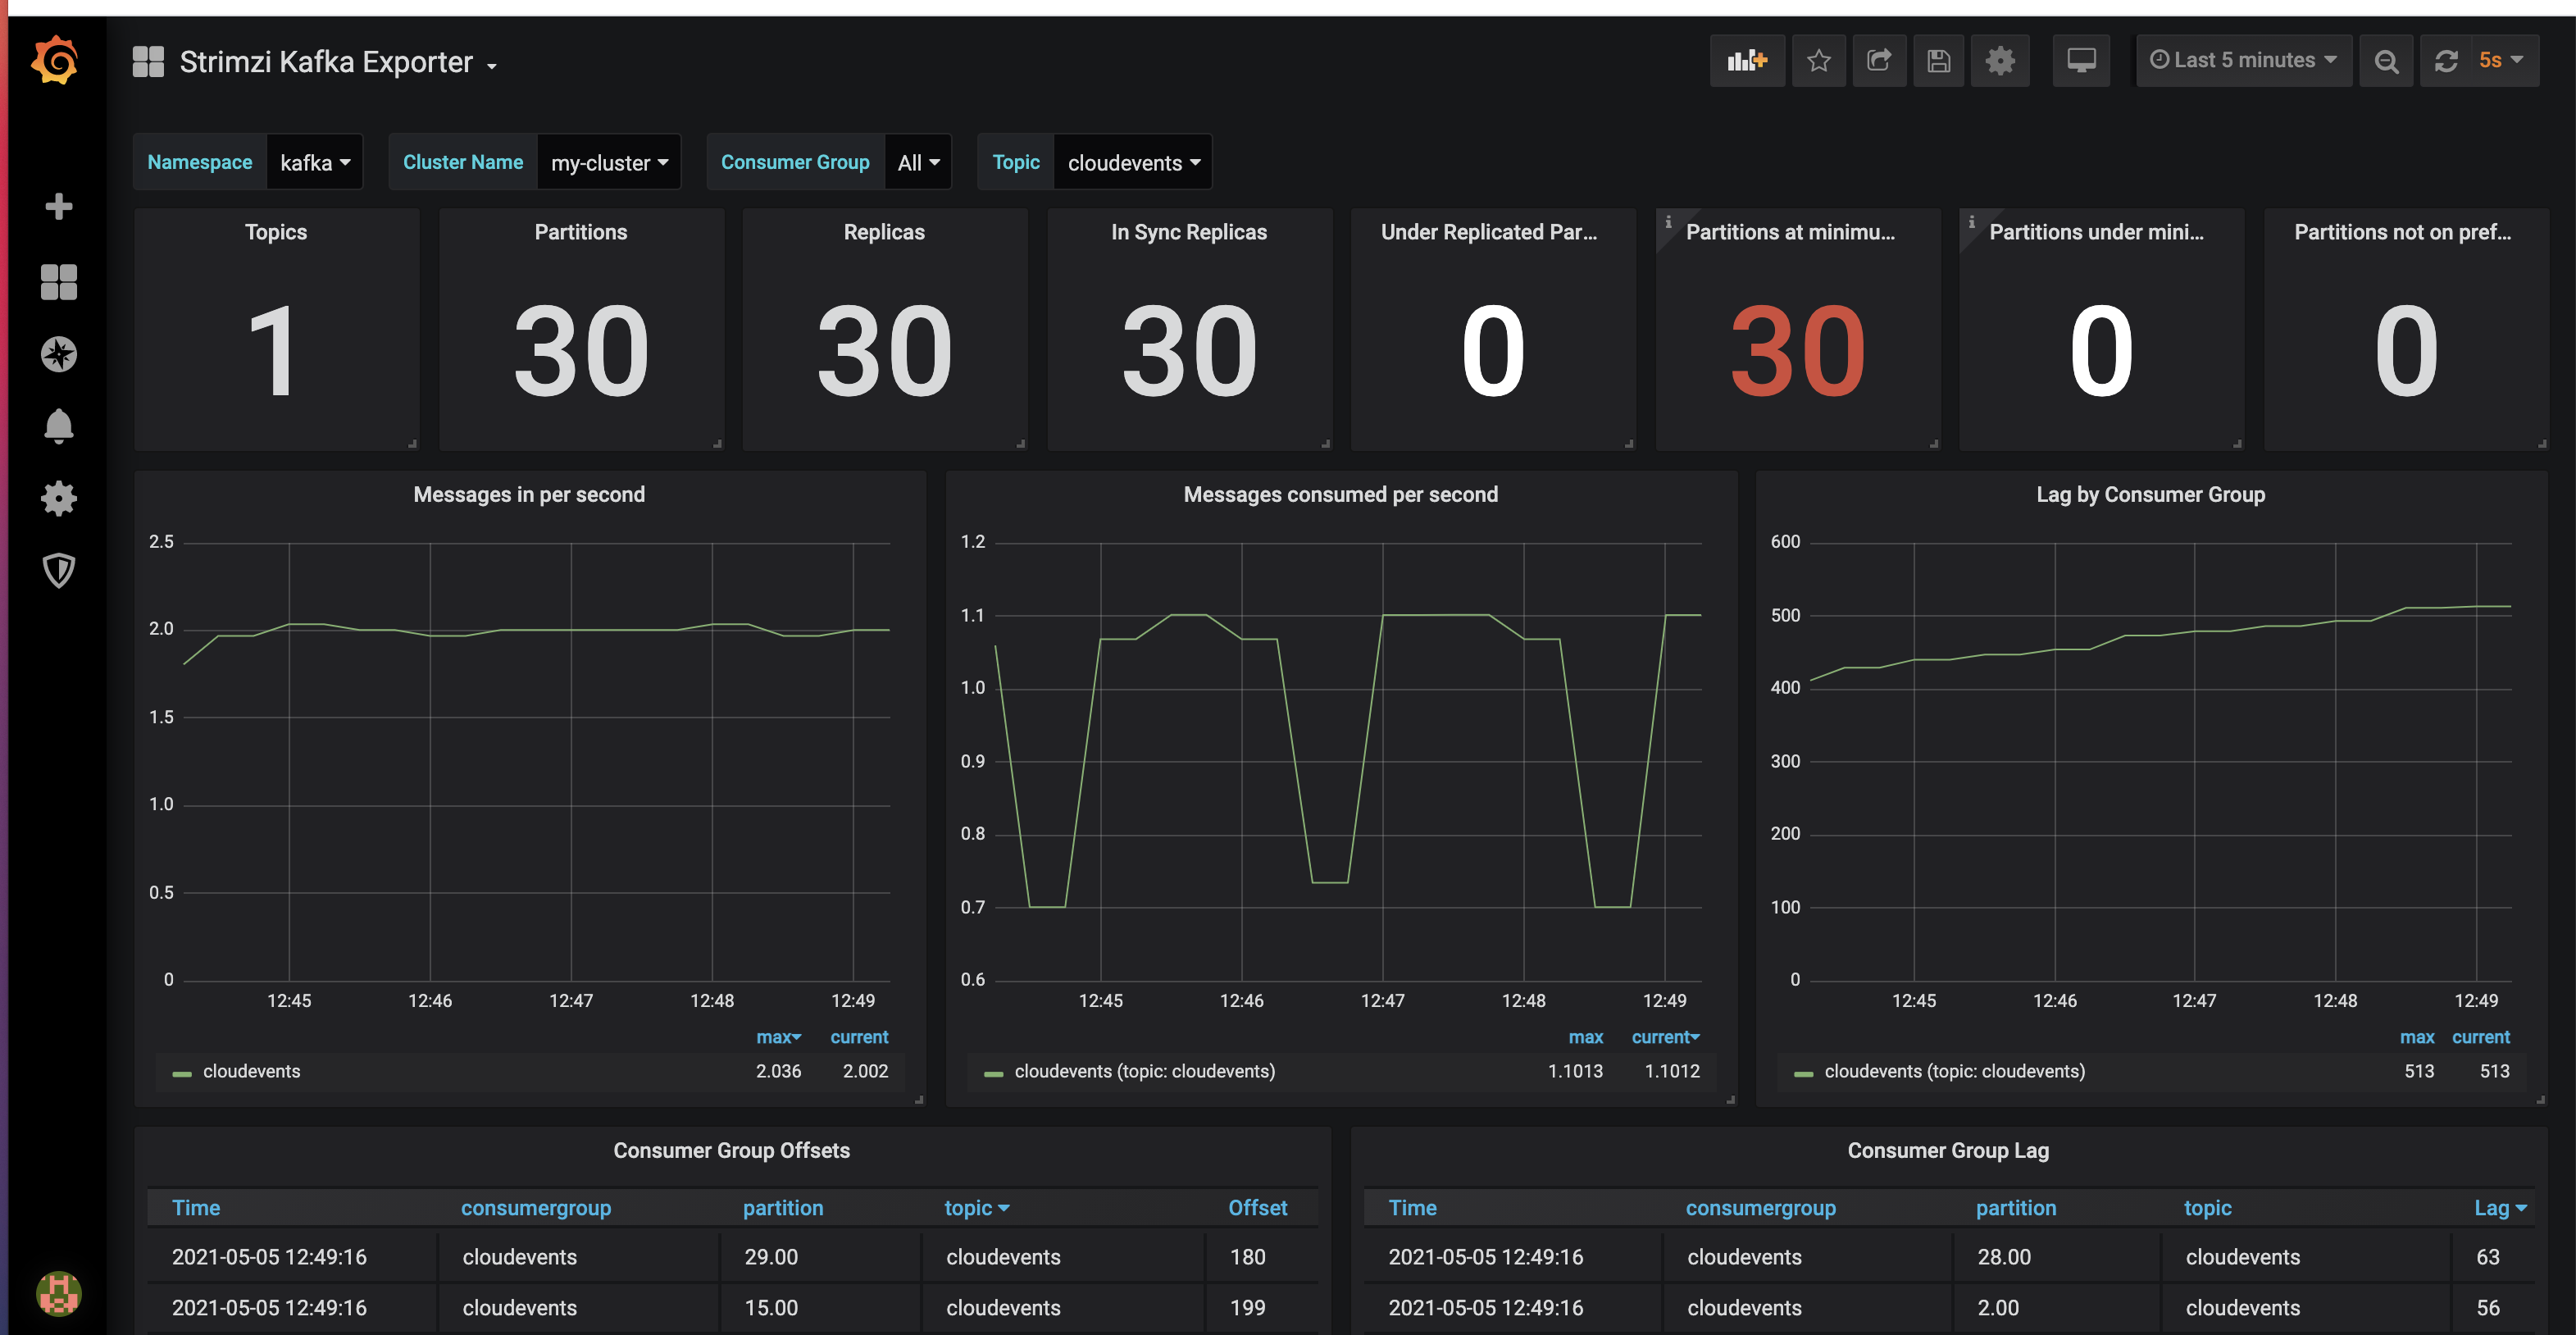 Strimzi Kafka Exporter
Last 5 minutes 5s
Namespace kafka Cluster Name my-cluster Consumer Group All Topic cloudevents
Topics Partitions Replicas In Sync Replicas Under Replicated Par... Partitions at minimu... Partitions under mini... Partitions not on pref...
1 30 30 30 0 30 0 0
Messages in per second
2.5
2.0
1.5
1.0
0.5
0
12:45 12:46 12:47 12:48 12:49
max current
cloudevents 2.036 2.002
Messages consumed per second
1.2
1.1
1.0
0.9
0.8
0.7
0.6
12:45 12:46 12:47 12:48 12:49
max current
cloudevents (topic: cloudevents) 1.1013 1.1012
Lag by Consumer Group
600
500
400
300
200
100
0
12:45 12:46 12:47 12:48 12:49
max current
cloudevents (topic: cloudevents) 513 513
Consumer Group Offsets
Time consumergroup partition topic Offset
2021-05-05 12:49:16 cloudevents 29.00 cloudevents 180
2021-05-05 12:49:16 cloudevents 15.00 cloudevents 199
Consumer Group Lag
Time consumergroup partition topic Lag
2021-05-05 12:49:16 cloudevents 28.00 cloudevents 63
2021-05-05 12:49:16 cloudevents 2.00 cloudevents 56